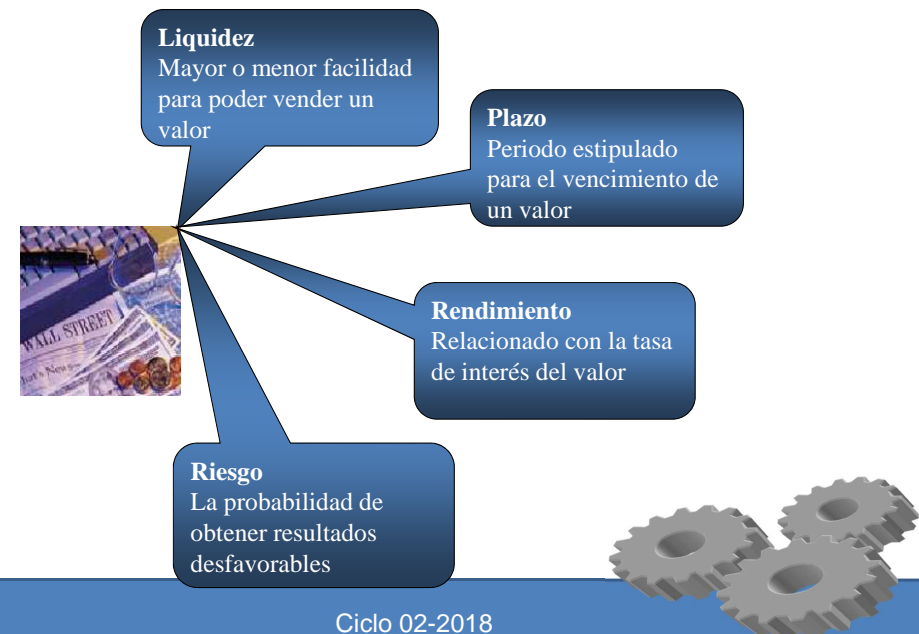 Liquidez
Mayor o menor facilidad
para poder vender un
valor
Plazo
Periodo estipulado
para el vencimiento de
un valor
Rendimiento
Relacionado con la tasa
de interés del valor
WALL STREET
hat's News
Riesgo
La probabilidad de
obtener resultados
desfavorables
Ciclo 02-2018